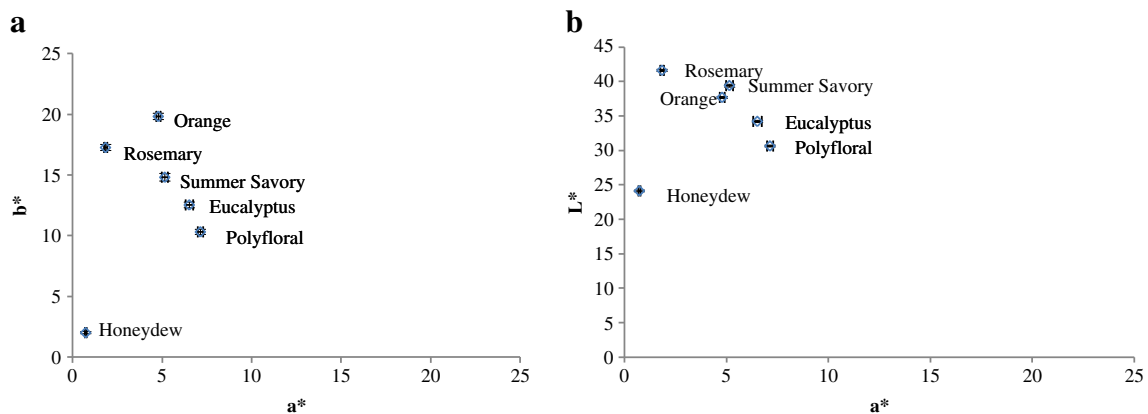 a
25
20
15
10
5
0
b*
Orange
Rosemary
Summer Savory
Eucalyptus
Polyfloral
Honeydew
0 5 10 15 20 25
a*
b
45
40
35
30
25
20
15
10
5
0
L*
Rosemary
Summer Savory
Orange
Eucalyptus
Polyfloral
Honeydew
0 5 10 15 20 25
a*